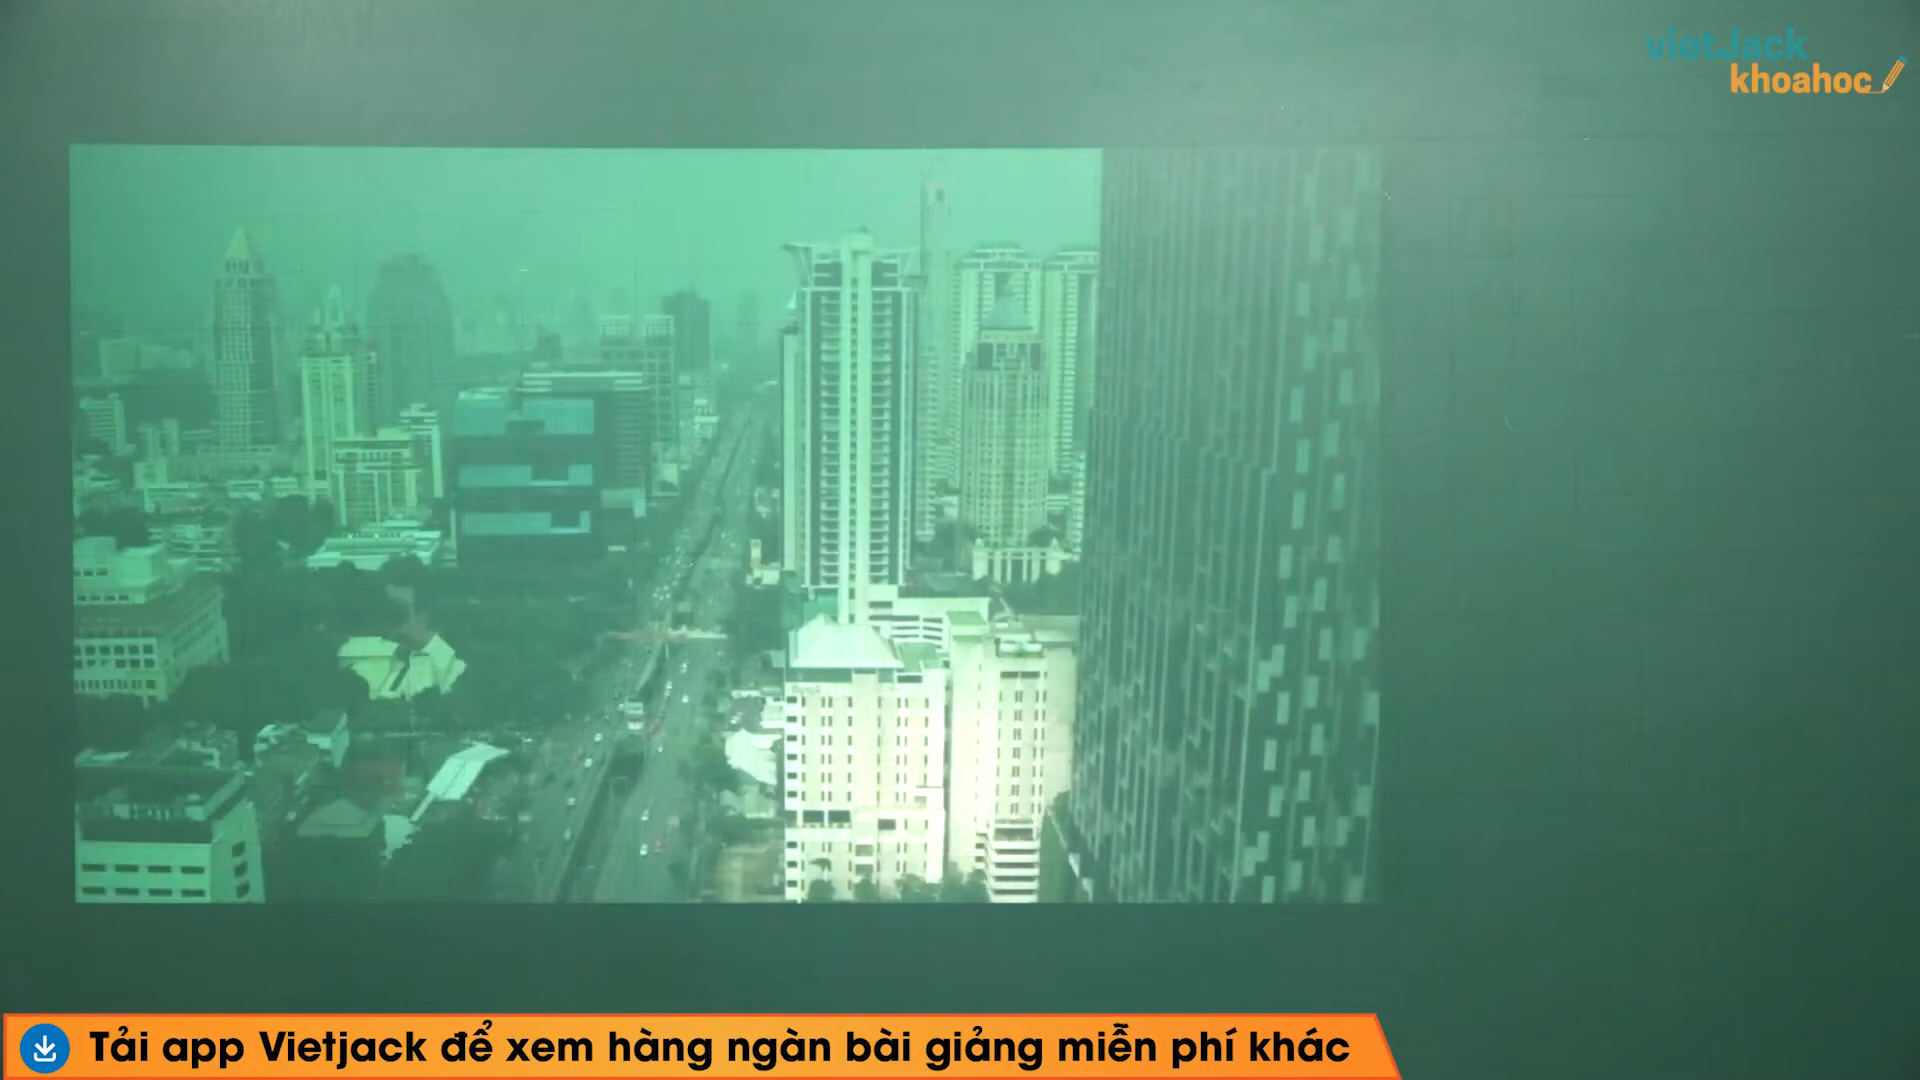 vietJack
khoahoc
Tải app Vietjack để xem hàng ngàn bài giảng miễn phí khác